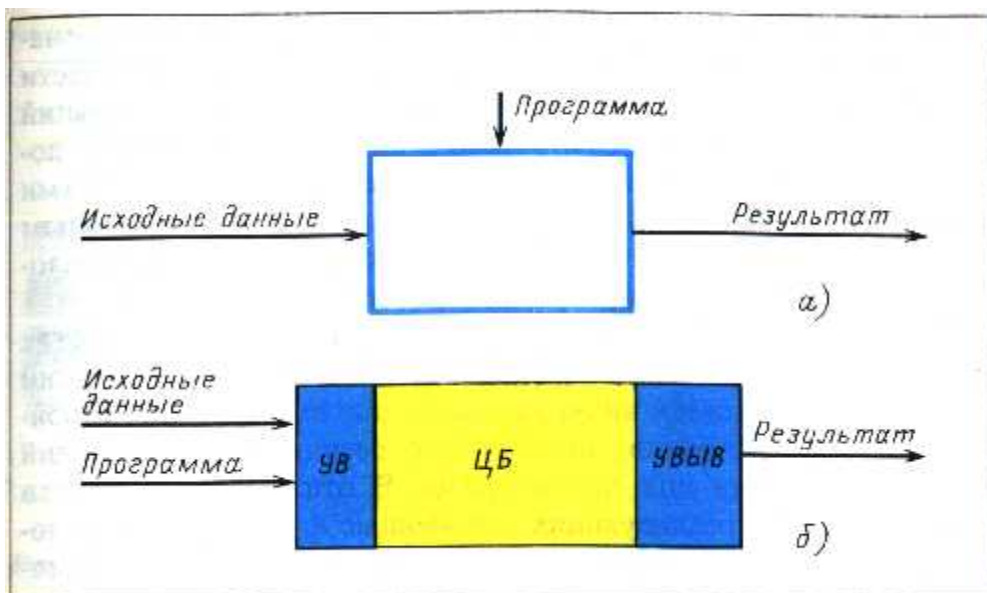 Программа
Исходные данные
Результат
а)
Исходные
данные
Программа
УВ
ЦБ
УВЫВ
Результат
б)